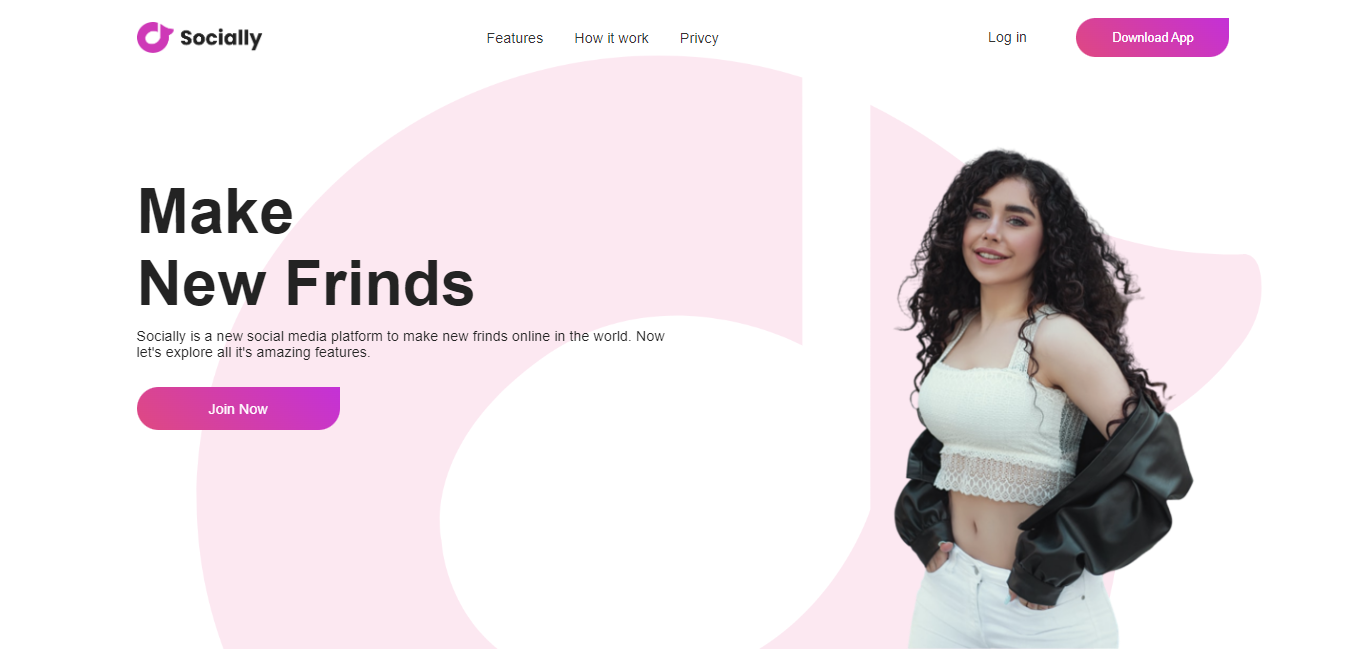 Socially
Features
How it work
Privcy
Log in
Download App
Make
New Frinds
Socially is a new social media platform to make new frinds online in the world. Now
let's explore all it's amazing features.
Join Now